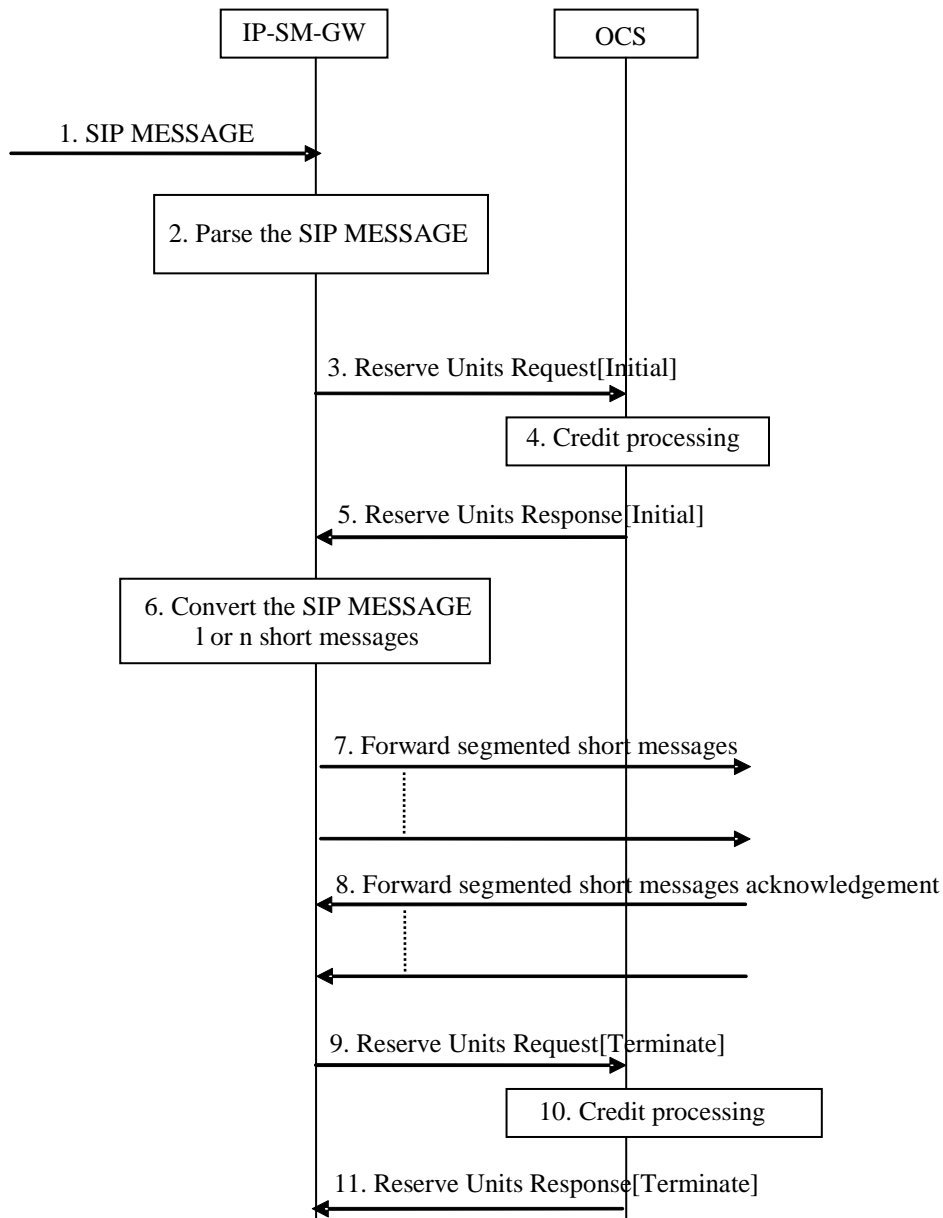 IP-SM-GW
OCS
1. SIP MESSAGE
2. Parse the SIP MESSAGE
3. Reserve Units Request[Initial]
4. Credit processing
5. Reserve Units Response[Initial]
6. Convert the SIP MESSAGE
l or n short messages
7. Forward segmented short messages
8. Forward segmented short messages acknowledgement
9. Reserve Units Request[Terminate]
10. Credit processing
11. Reserve Units Response[Terminate]